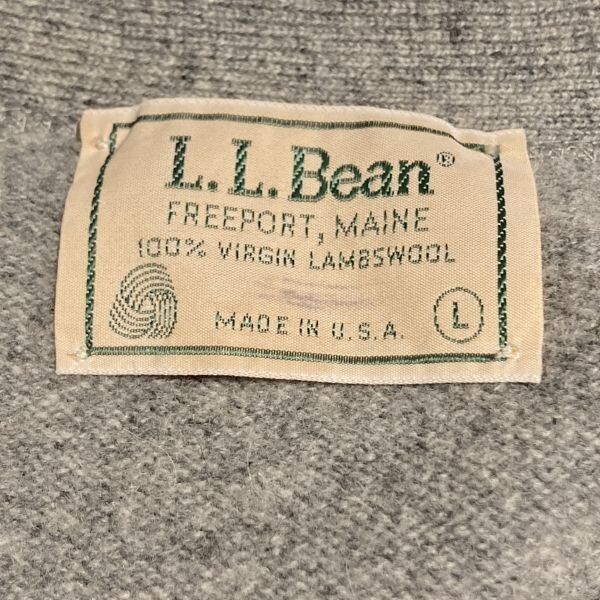 L.L.Bean®
FREEPORT, MAINE
100% VIRGIN LAMBSWOOL
MADE IN U.S.A.
L